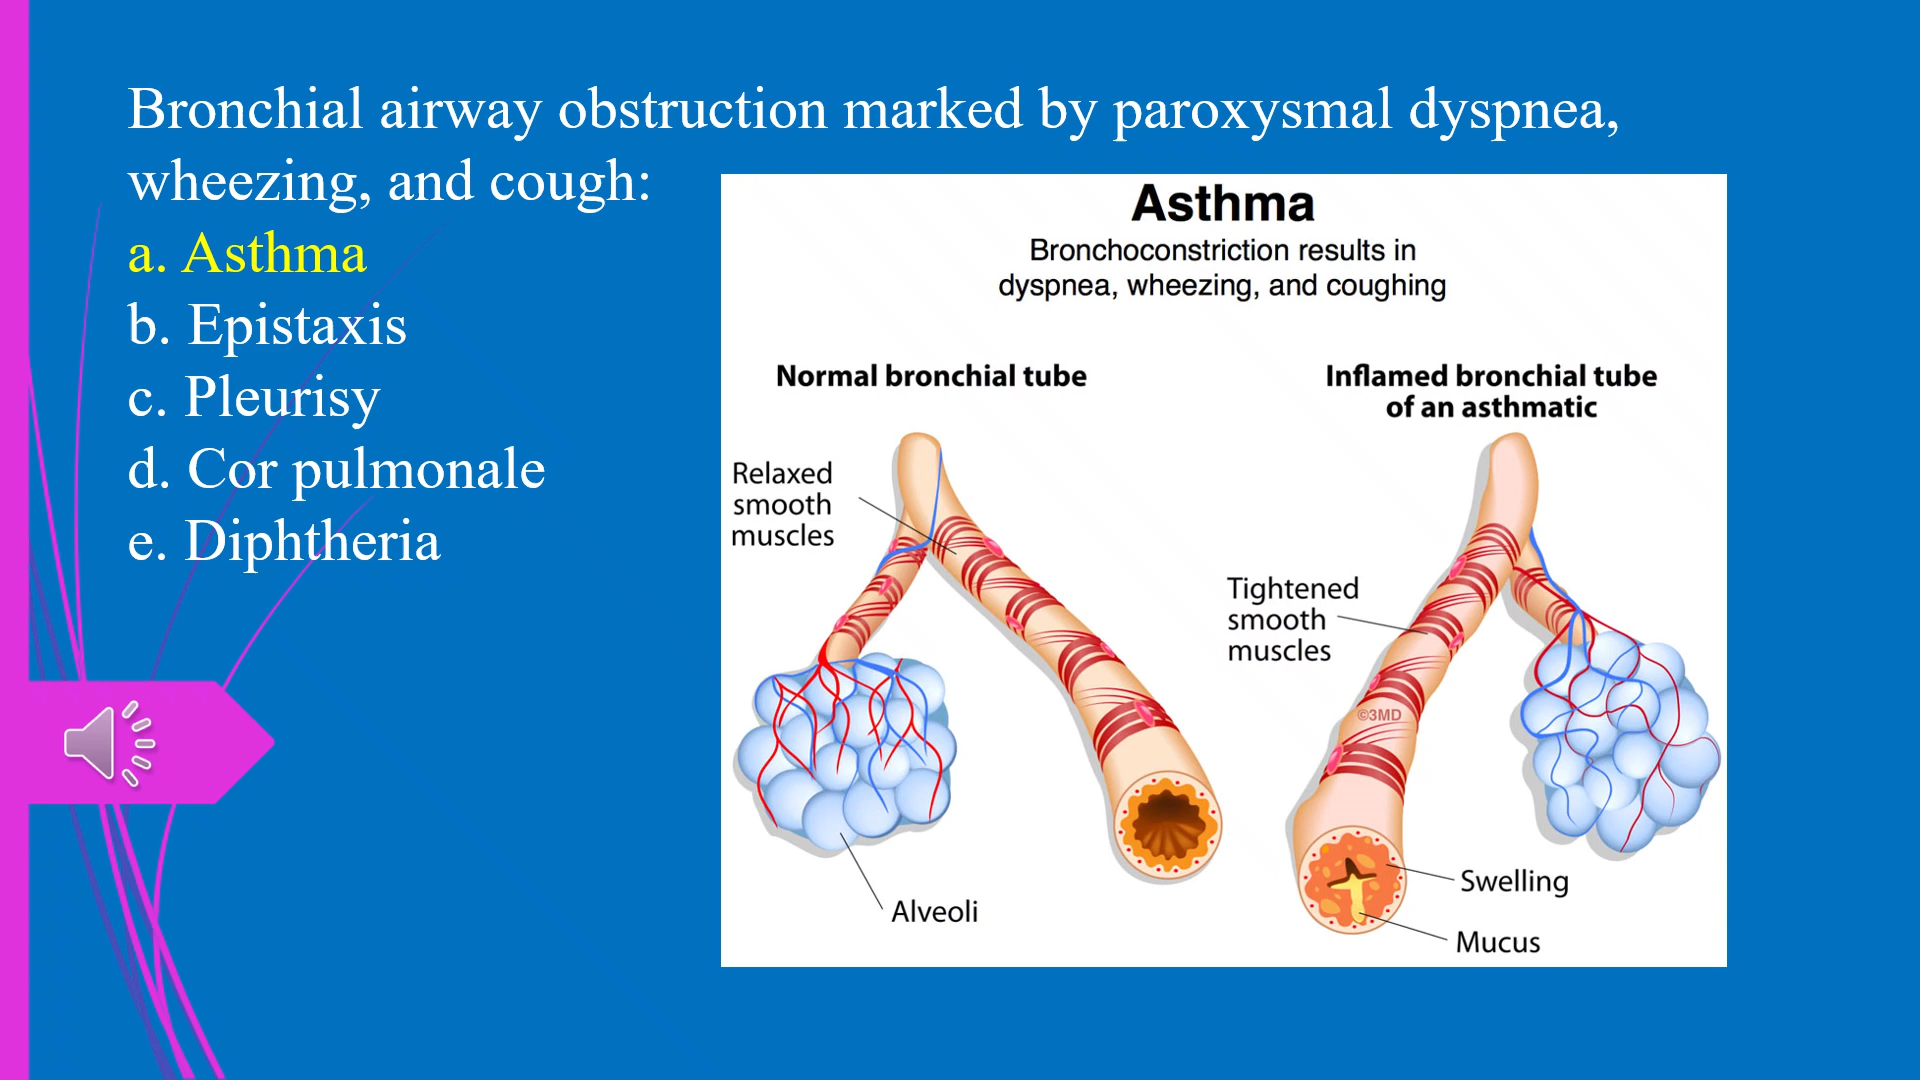 Bronchial airway obstruction marked by paroxysmal dyspnea,
wheezing, and cough:
a. Asthma
b. Epistaxis
c. Pleurisy
d. Cor pulmonale
e. Diphtheria
Asthma
Bronchoconstriction results in
dyspnea, wheezing, and coughing
Normal bronchial tube
Relaxed
smooth
muscles
Alveoli
Inflamed bronchial tube
of an asthmatic
Tightened
smooth
muscles
©3MD
Swelling
Mucus